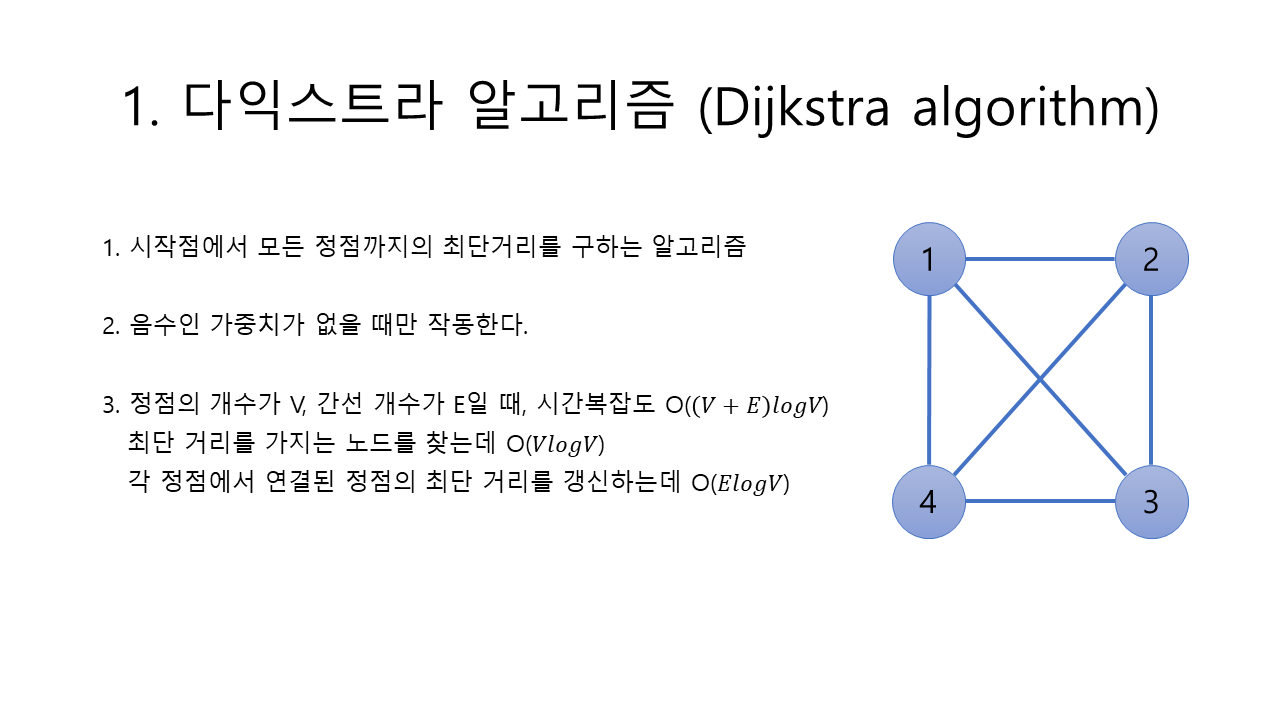 1. 다익스트라 알고리즘 (Dijkstra algorithm)
1. 시작점에서 모든 정점까지의 최단거리를 구하는 알고리즘
2. 음수인 가중치가 없을 때만 작동한다.
3. 정점의 개수가 V, 간선 개수가 E일 때, 시간복잡도 O((V + E)logV)
최단 거리를 가지는 노드를 찾는데 O(VlogV)
각 정점에서 연결된 정점의 최단 거리를 갱신하는데 O(ElogV)
1
2
4
3